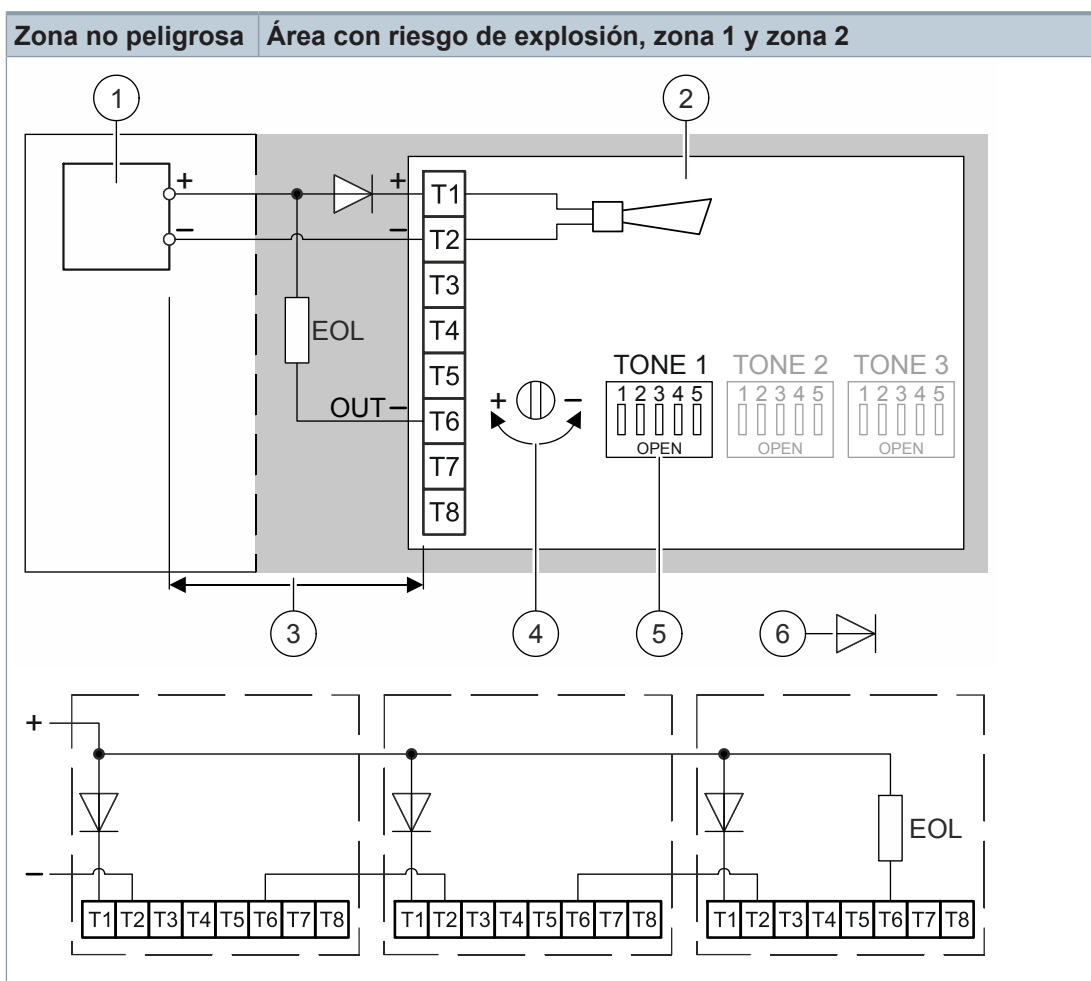 Zona no peligrosa Área con riesgo de explosión, zona 1 y zona 2
1 2
+ + T1
− − T2
T3
EOL T4
T5
OUT − T6
T7
T8
+ −
TONE 1 TONE 2 TONE 3
1 2 3 4 5 1 2 3 4 5 1 2 3 4 5
OPEN OPEN OPEN
3 4 5 6
+
EOL
−
T1 T2 T3 T4 T5 T6 T7 T8 T1 T2 T3 T4 T5 T6 T7 T8 T1 T2 T3 T4 T5 T6 T7 T8